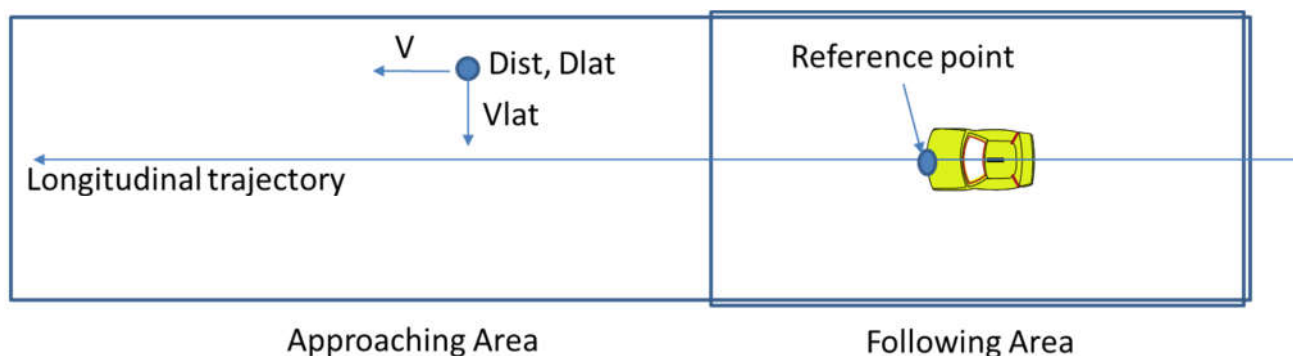 V
Dist, Dlat
Reference point
Vlat
Longitudinal trajectory
Approaching Area
Following Area